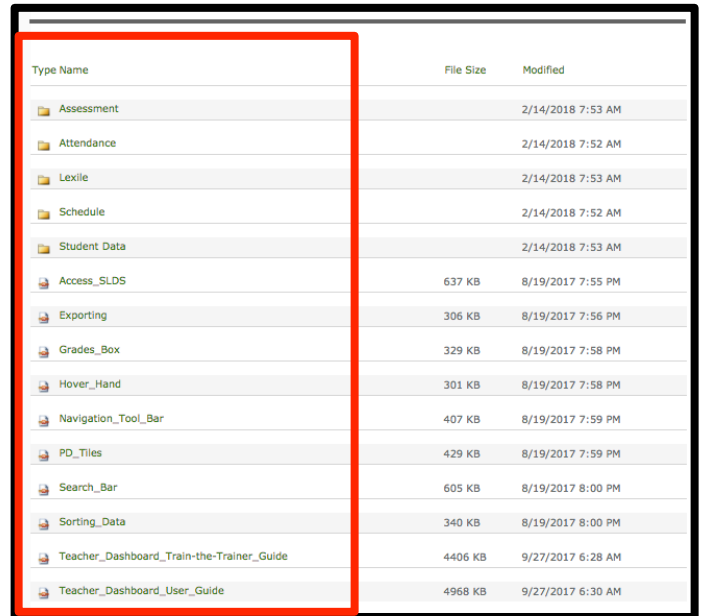 Type Name File Size Modified
Assessment 2/14/2018 7:53 AM
Attendance 2/14/2018 7:52 AM
Lexile 2/14/2018 7:53 AM
Schedule 2/14/2018 7:52 AM
Student Data 2/14/2018 7:53 AM
Access_SLDS 637 KB 8/19/2017 7:55 PM
Exporting 306 KB 8/19/2017 7:56 PM
Grades_Box 329 KB 8/19/2017 7:58 PM
Hover_Hand 301 KB 8/19/2017 7:58 PM
Navigation_Tool_Bar 407 KB 8/19/2017 7:59 PM
PD_Tiles 429 KB 8/19/2017 7:59 PM
Search_Bar 605 KB 8/19/2017 8:00 PM
Sorting_Data 340 KB 8/19/2017 8:00 PM
Teacher_Dashboard_Train-the-Trainer_Guide 4406 KB 9/27/2017 6:28 AM
Teacher_Dashboard_User_Guide 4968 KB 9/27/2017 6:30 AM